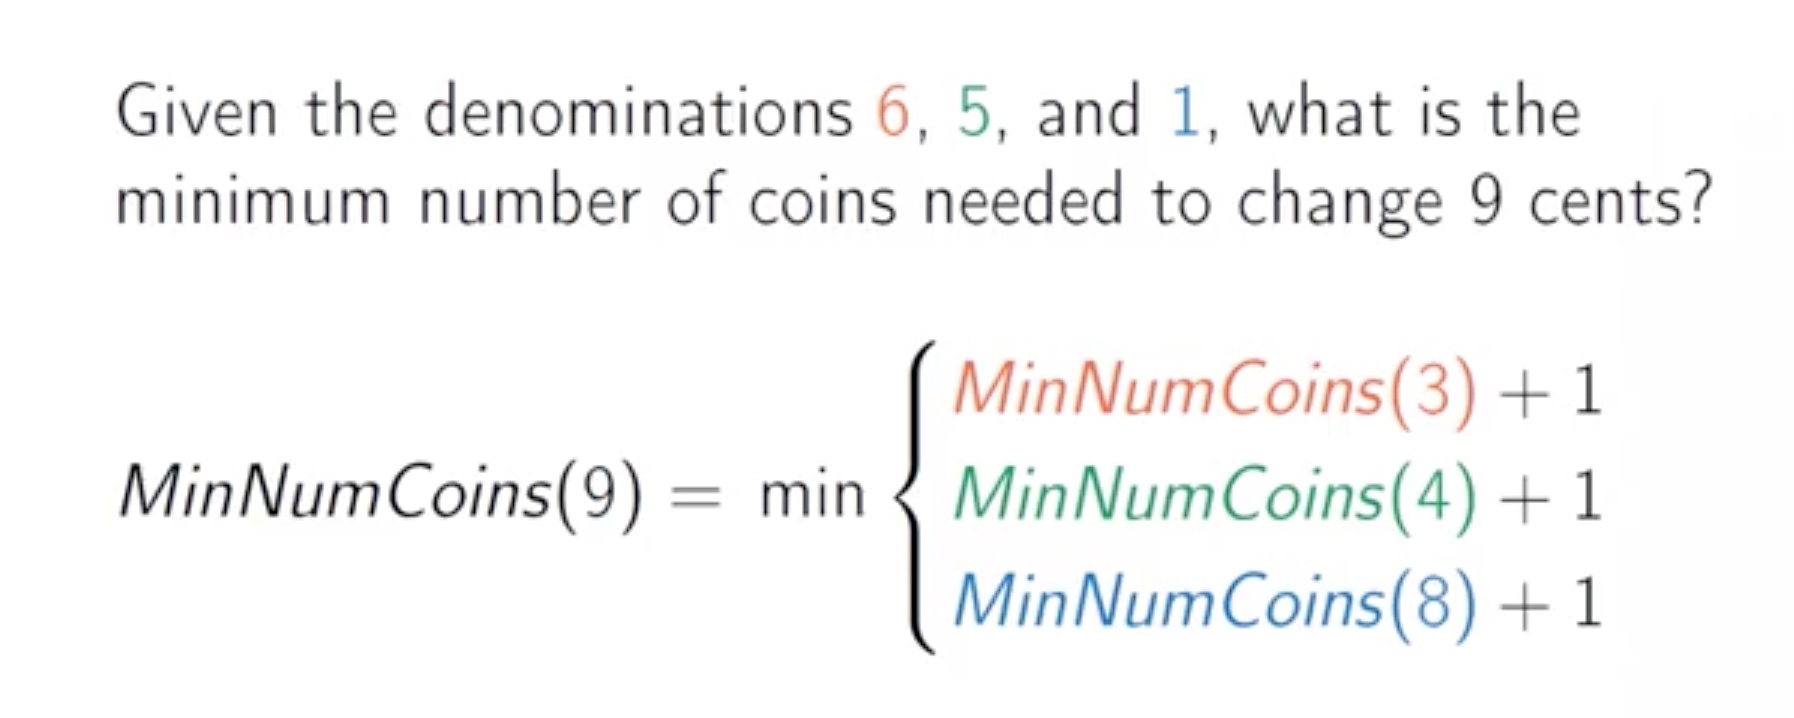 Given the denominations 6, 5, and 1, what is the
minimum number of coins needed to change 9 cents?
MinNumCoins(3) + 1
MinNumCoins(9) = min { MinNumCoins(4) + 1
MinNumCoins(8) + 1